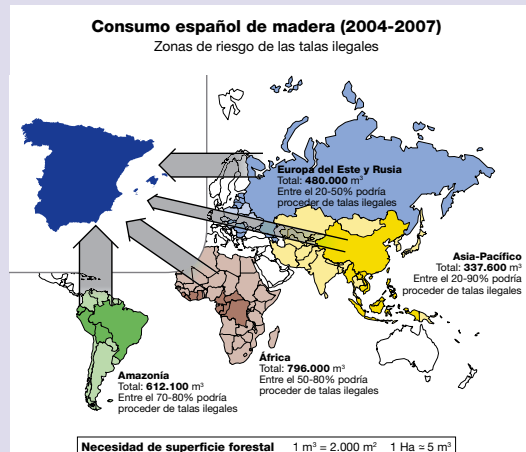 Consumo español de madera (2004-2007)
Zonas de riesgo de las talas ilegales
Europa del Este y Rusia
Total: 480.000 m³
Entre el 20-50% podría
proceder de talas ilegales
Asia-Pacífico
Total: 337.600 m³
Entre el 20-90% podría
proceder de talas ilegales
África
Total: 796.000 m³
Entre el 50-80% podría
proceder de talas ilegales
Amazonía
Total: 612.100 m³
Entre el 70-80% podría
proceder de talas ilegales
Necesidad de superficie forestal 1 m³ = 2.000 m² 1 Ha ≃ 5 m³